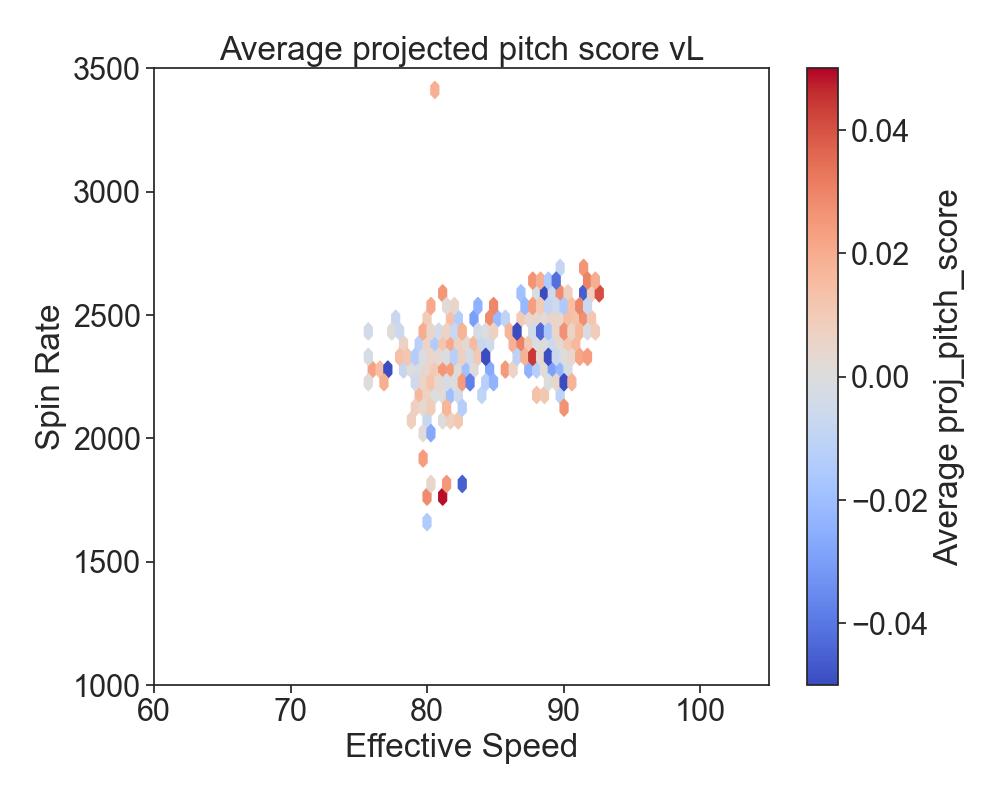 Average projected pitch score vL
3500
3000
2500
2000
1500
1000
Spin Rate
60 70 80 90 100
Effective Speed
0.04
0.02
0.00
−0.02
−0.04
Average proj_pitch_score